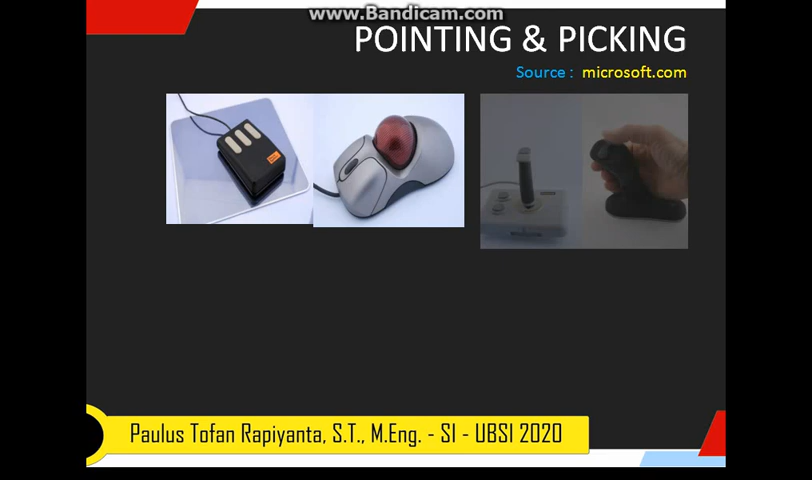 www.Bandicam.com
POINTING & PICKING
Source : microsoft.com
Paulus Tofan Rapiyanta, S.T., M.Eng. - SI - UBSI 2020